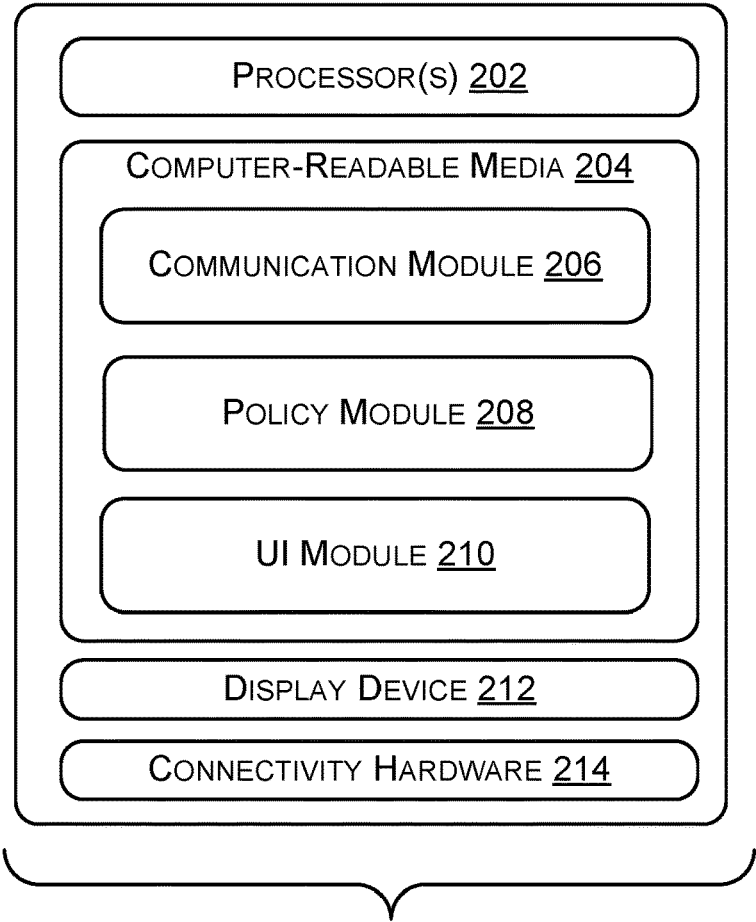 PROCESSOR(S) 202
COMPUTER-READABLE MEDIA 204
COMMUNICATION MODULE 206
POLICY MODULE 208
UI MODULE 210
DISPLAY DEVICE 212
CONNECTIVITY HARDWARE 214